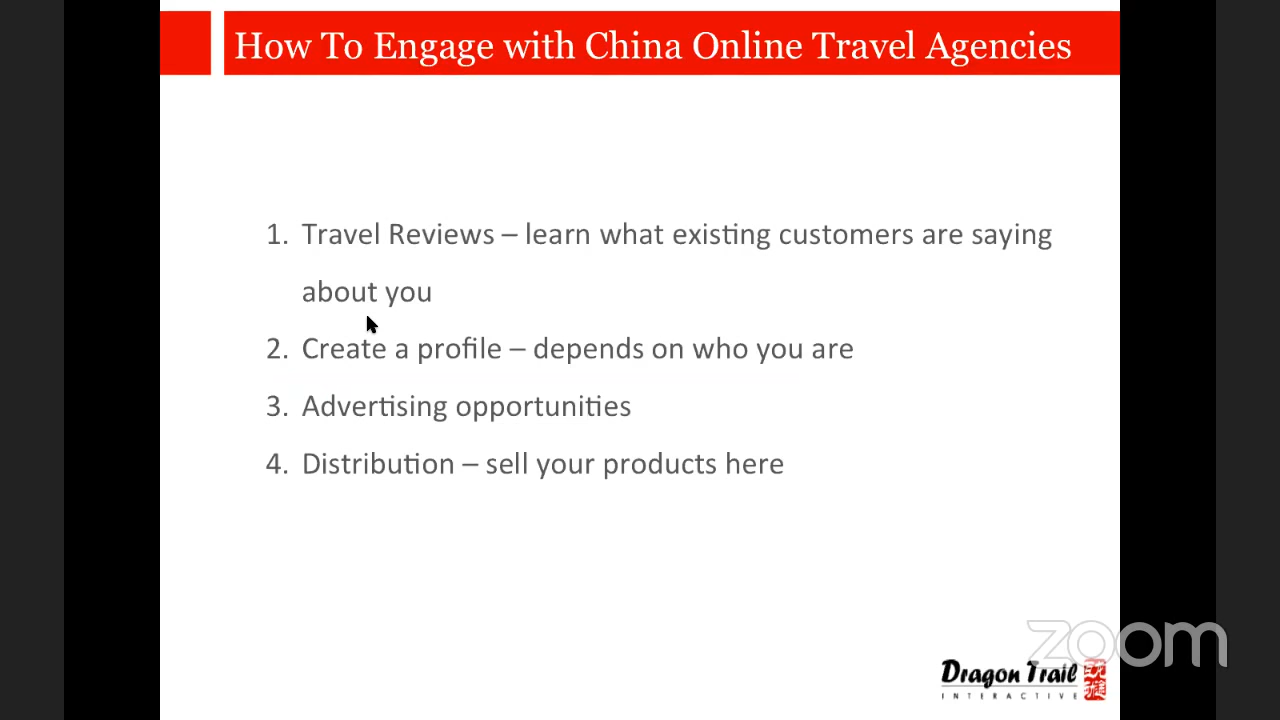 How To Engage with China Online Travel Agencies
1. Travel Reviews – learn what existing customers are saying
about you
2. Create a profile – depends on who you are
3. Advertising opportunities
4. Distribution – sell your products here
zoom
Dragon Trail
INTERACTIVE